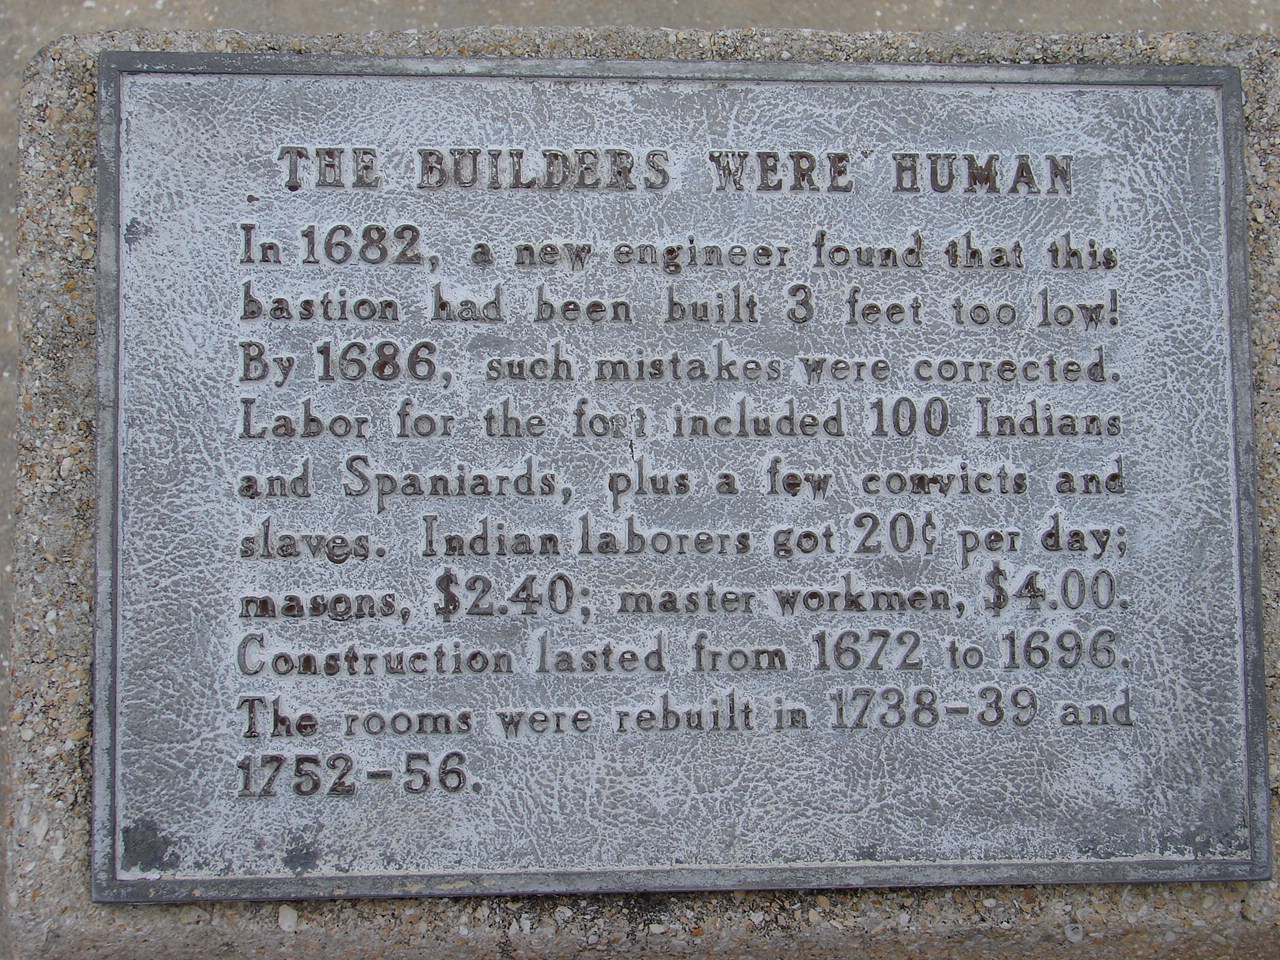 THE BUILDERS WERE HUMAN
In 1682, a new engineer found that this
bastion had been built 3 feet too low!
By 1686, such mistakes were corrected.
Labor for the fort included 100 Indians
and Spaniards, plus a few convicts and
slaves. Indian laborers got 20¢ per day;
masons, $2.40; master workmen, $4.00.
Construction lasted from 1672 to 1696.
The rooms were rebuilt in 1738-39 and
1752-56.